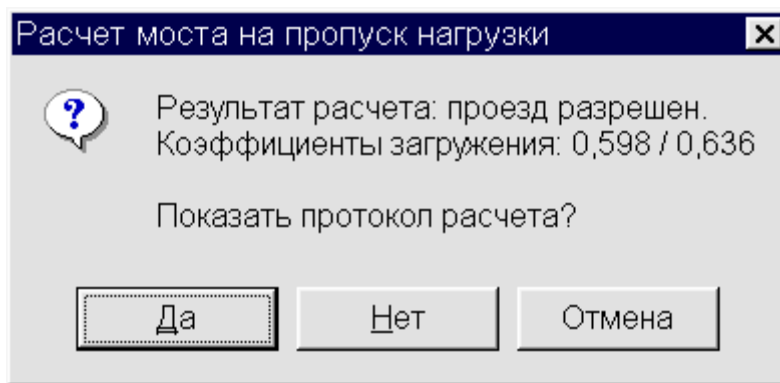 Расчет моста на пропуск нагрузки
Результат расчета: проезд разрешен.
Коэффициенты загружения: 0,598 / 0,636
Показать протокол расчета?
Да Нет Отмена